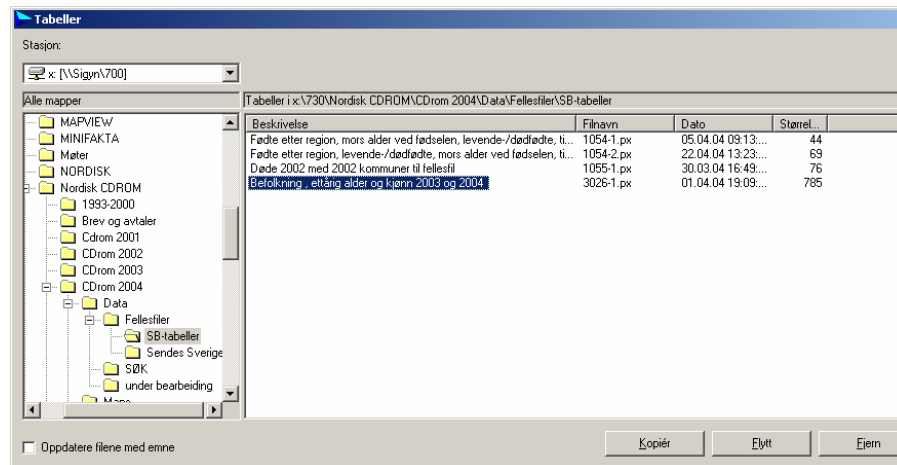 Tabeller
Stasjon:
x: [\\Sigyn\700]
Alle mapper
Tabeller i x:\730\Nordisk CDROM\CDrom 2004\Data\Fellesfiler\SB-tabeller
MAPVIEW
MINIFAKTA
Møter
NORDISK
Nordisk CDROM
1993-2000
Brev og avtaler
Cdrom 2001
CDrom 2002
CDrom 2003
CDrom 2004
Data
Fellesfiler
SB-tabeller
Sendes Sverige
SØK
under bearbeiding
Beskrivelse Filnavn Dato Størrel...
Fødte etter region, mors alder ved fødselen, levende-/dødfødte, ti... 1054-1.px 05.04.04 09:13:... 44
Fødte etter region, levende-/dødfødte, mors alder ved fødselen, ti... 1054-2.px 22.04.04 13:23:... 69
Døde 2002 med 2002 kommuner til fellesfil 1055-1.px 30.03.04 16:49:... 76
Befolkning , ettårig alder og kjønn 2003 og 2004 3026-1.px 01.04.04 19:09:... 785
Oppdatere filene med emne
Kopiér
Flytt
Fjern